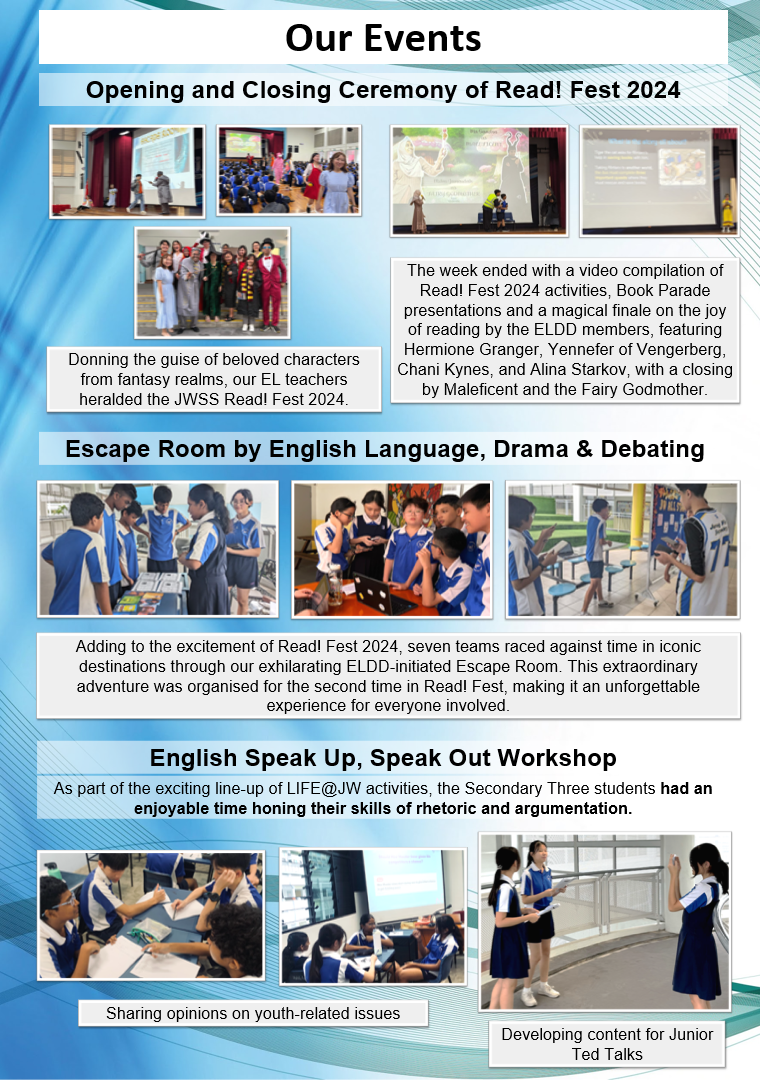 Our Events
Opening and Closing Ceremony of Read! Fest 2024
Donning the guise of beloved characters
from fantasy realms, our EL teachers
heralded the JWSS Read! Fest 2024.
The week ended with a video compilation of
Read! Fest 2024 activities, Book Parade
presentations and a magical finale on the joy
of reading by the ELDD members, featuring
Hermione Granger, Yennefer of Vengerberg,
Chani Kynes, and Alina Starkov, with a closing
by Maleficent and the Fairy Godmother.
Escape Room by English Language, Drama & Debating
77
Adding to the excitement of Read! Fest 2024, seven teams raced against time in iconic
destinations through our exhilarating ELDD-initiated Escape Room. This extraordinary
adventure was organised for the second time in Read! Fest, making it an unforgettable
experience for everyone involved.
English Speak Up, Speak Out Workshop
As part of the exciting line-up of LIFE@JW activities, the Secondary Three students had an
enjoyable time honing their skills of rhetoric and argumentation.
Sharing opinions on youth-related issues
Developing content for Junior
Ted Talks